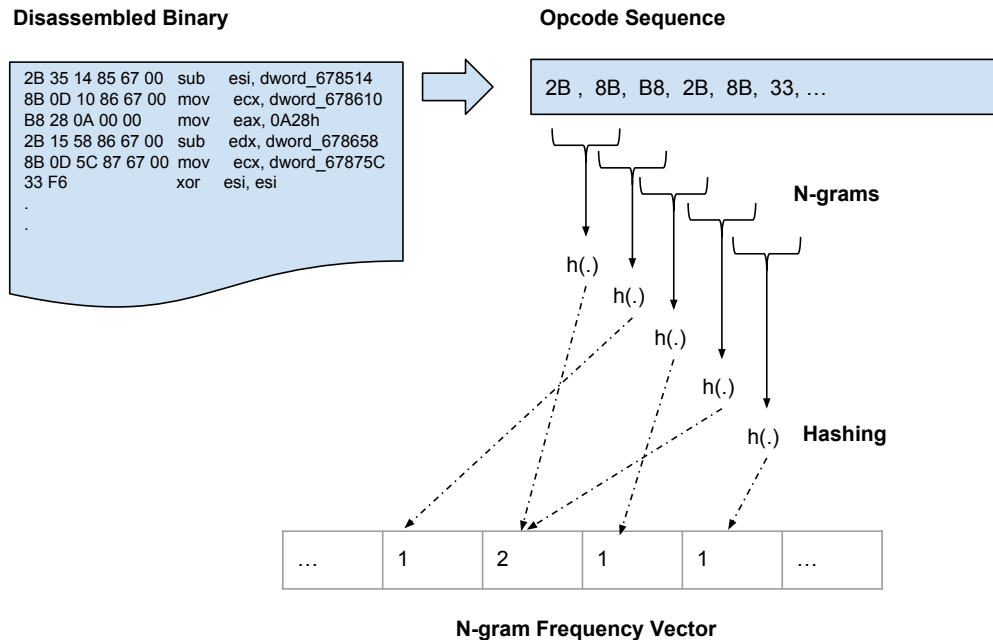 Disassembled Binary
2B 35 14 85 67 00 sub esi, dword_678514
8B 0D 10 86 67 00 mov ecx, dword_678610
B8 28 0A 00 00 mov eax, 0A28h
2B 15 58 86 67 00 sub edx, dword_678658
8B 0D 5C 87 67 00 mov ecx, dword_67875C
33 F6 xor esi, esi
.
.
Opcode Sequence
2B , 8B, B8, 2B, 8B, 33, ...
N-grams
h(.)
h(.)
h(.)
h(.)
h(.)
Hashing
... 1 2 1 1 ...
N-gram Frequency Vector